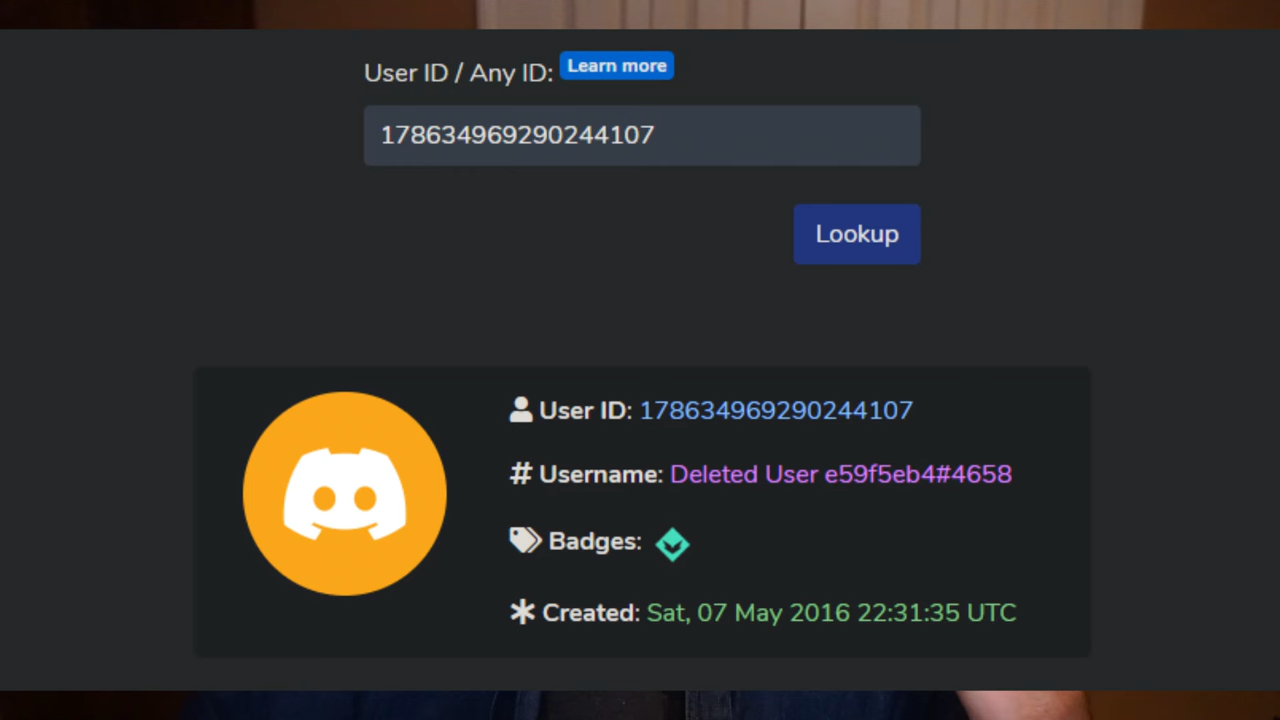 User ID / Any ID: Learn more
178634969290244107
Lookup
User ID: 178634969290244107
# Username: Deleted User e59f5eb4#4658
Badges:
Created: Sat, 07 May 2016 22:31:35 UTC